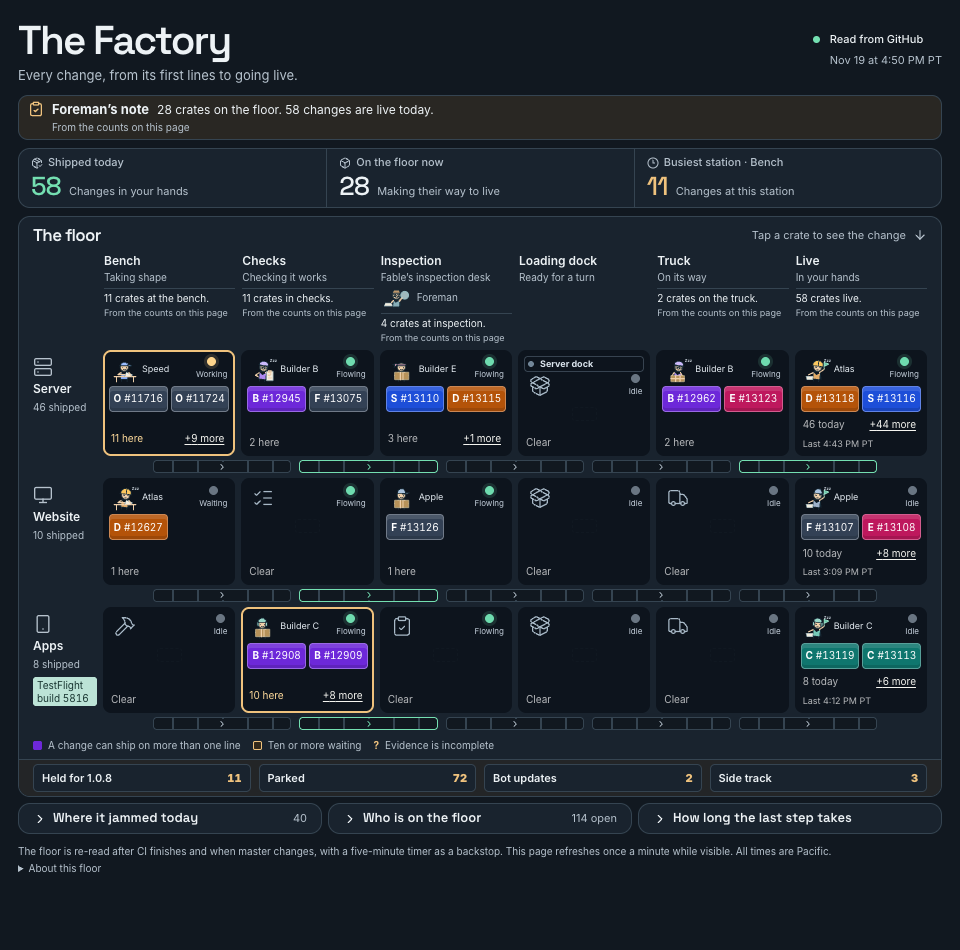 The Factory
Every change, from its first lines to going live.
Read from GitHub
Nov 19 at 4:50 PM PT
Foreman's note 28 crates on the floor. 58 changes are live today.
From the counts on this page
Shipped today
58 Changes in your hands
On the floor now
28 Making their way to live
Busiest station · Bench
11 Changes at this station
The floor
Tap a crate to see the change ↓
Bench
Taking shape
11 crates at the bench.
From the counts on this page
Checks
Checking it works
11 crates in checks.
From the counts on this page
Inspection
Fable's inspection desk
Foreman
4 crates at inspection.
From the counts on this page
Loading dock
Ready for a turn
Truck
On its way
2 crates on the truck.
From the counts on this page
Live
In your hands
58 crates live.
From the counts on this page
Server
46 shipped
Speed
Working
O #11716 O #11724
11 here +9 more
Builder B
Flowing
B #12945 F #13075
2 here
Builder E
Flowing
S #13110 D #13115
3 here +1 more
Server dock
Idle
Clear
Builder B
Flowing
B #12962 E #13123
2 here
Atlas
Flowing
D #13118 S #13116
46 today +44 more
Last 4:43 PM PT
Website
10 shipped
Atlas
Waiting
D #12627
1 here
Flowing
Clear
Apple
Flowing
F #13126
1 here
Idle
Clear
Idle
Clear
Apple
Idle
F #13107 E #13108
10 today +8 more
Last 3:09 PM PT
Apps
8 shipped
TestFlight
build 5816
Idle
Clear
Builder C
Flowing
B #12908 B #12909
10 here +8 more
Flowing
Clear
Idle
Clear
Idle
Clear
Builder C
Idle
C #13119 C #13113
8 today +6 more
Last 4:12 PM PT
A change can ship on more than one line
Ten or more waiting
? Evidence is incomplete
Held for 1.0.8 11
Parked 72
Bot updates 2
Side track 3
Where it jammed today 40
Who is on the floor 114 open
How long the last step takes
The floor is re-read after CI finishes and when master changes, with a five-minute timer as a backstop. This page refreshes once a minute while visible. All times are Pacific.
About this floor